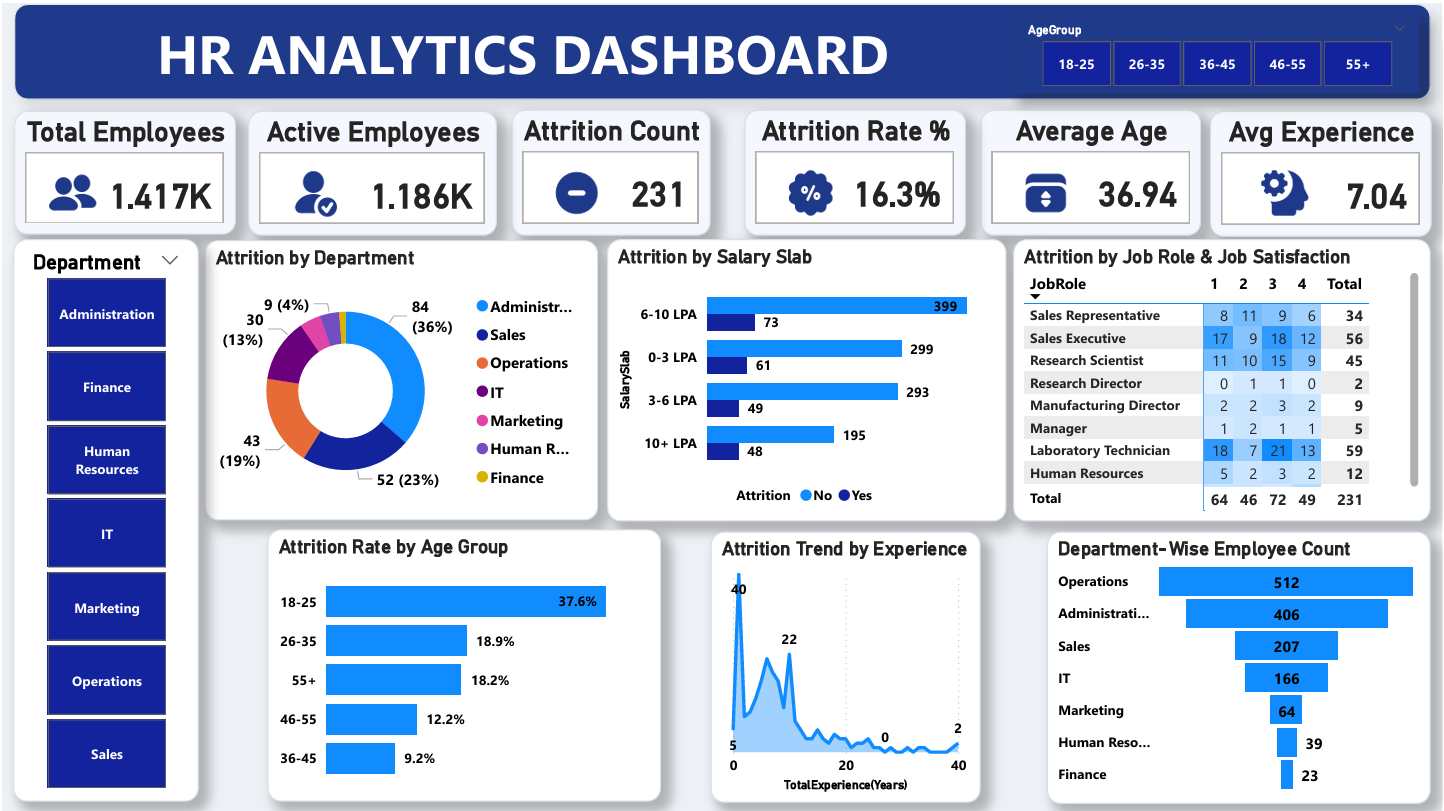 HR ANALYTICS DASHBOARD
AgeGroup
18-25 26-35 36-45 46-55 55+
Total Employees
1.417K
Active Employees
1.186K
Attrition Count
231
Attrition Rate %
%
16.3%
Average Age
36.94
Avg Experience
7.04
Department
Administration
Finance
Human
Resources
IT
Marketing
Operations
Sales
Attrition by Department
9 (4%)
30
(13%)
84
(36%)
43
(19%)
52 (23%)
Administr...
Sales
Operations
IT
Marketing
Human R...
Finance
Attrition by Salary Slab
SalarySlab
6-10 LPA 399
73
0-3 LPA 299
61
3-6 LPA 293
49
10+ LPA 195
48
Attrition No Yes
Attrition by Job Role & Job Satisfaction
JobRole 1 2 3 4 Total
Sales Representative 8 11 9 6 34
Sales Executive 17 9 18 12 56
Research Scientist 11 10 15 9 45
Research Director 0 1 1 0 2
Manufacturing Director 2 2 3 2 9
Manager 1 2 1 1 5
Laboratory Technician 18 7 21 13 59
Human Resources 5 2 3 2 12
Total 64 46 72 49 231
Attrition Rate by Age Group
18-25 37.6%
26-35 18.9%
55+ 18.2%
46-55 12.2%
36-45 9.2%
Attrition Trend by Experience
40
22
5
0
2
0 20 40
TotalExperience(Years)
Department-Wise Employee Count
Operations 512
Administrati... 406
Sales 207
IT 166
Marketing 64
Human Reso... 39
Finance 23